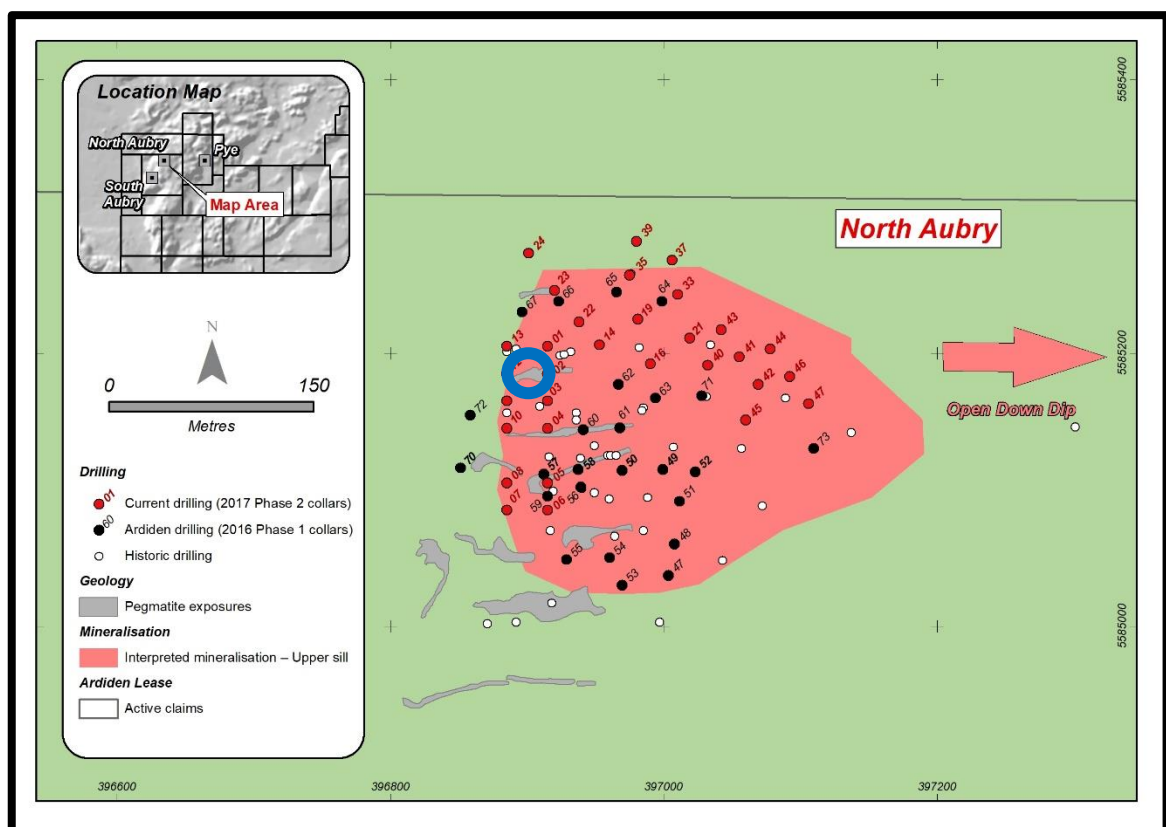 Location Map
North Aubry
Pye
South
Aubry
Map Area
N
0 150
Metres
Drilling
01 Current drilling (2017 Phase 2 collars)
60 Ardiden drilling (2016 Phase 1 collars)
Historic drilling
Geology
Pegmatite exposures
Mineralisation
Interpreted mineralisation – Upper sill
Ardiden Lease
Active claims
North Aubry
Open Down Dip
5585400
5585200
5585000
396600 396800 397000 397200
24 39 37
35
23 65 33
67 66 64
22 19
13 01 14 21 43
16 40 41 44
02
62 42 46
03 63 71 47
72 10 04 60 61 45
73
70 57 58 50 49 52
08 05
59 56 51
07 06
48
55 54
53 47